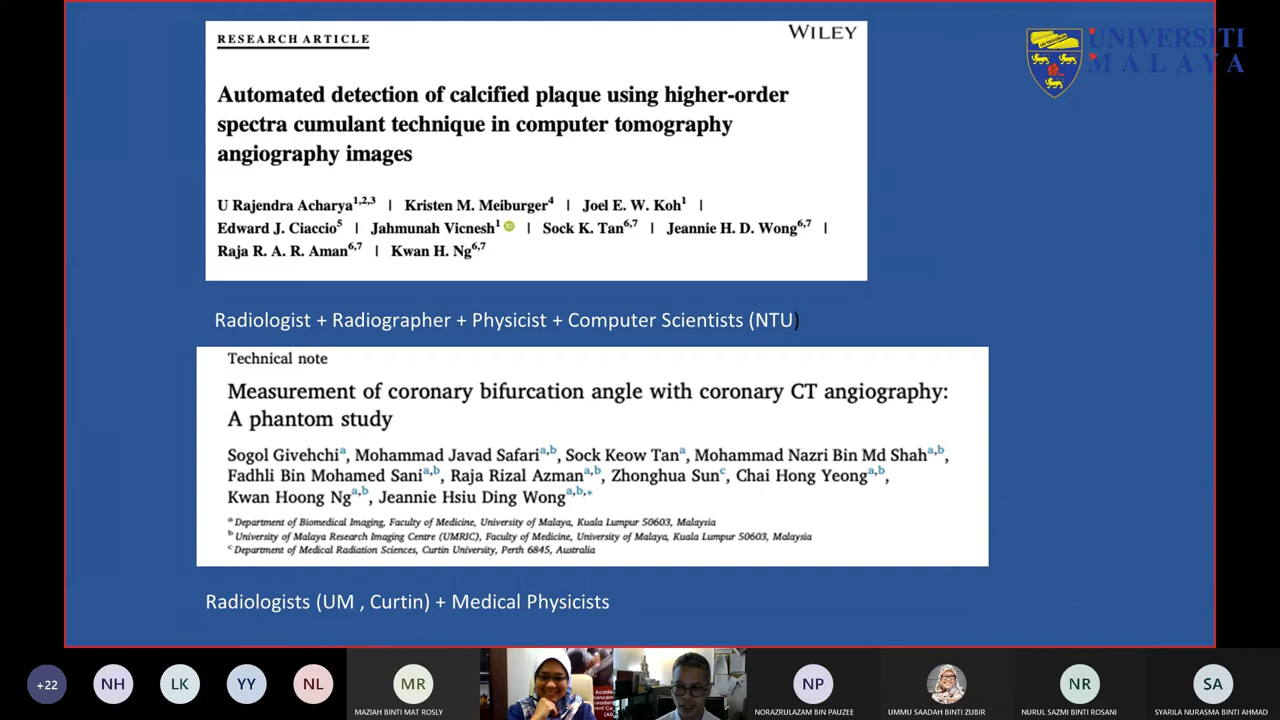 RESEARCH ARTICLE
WILEY
UNIVERSITI
MALAYA
Automated detection of calcified plaque using higher-order
spectra cumulant technique in computer tomography
angiography images
U Rajendra Acharya1,2,3 | Kristen M. Meiburger4 | Joel E. W. Koh1 |
Edward J. Ciaccio5 | Jahmunah Vicnesh1 iD | Sock K. Tan6,7 | Jeannie H. D. Wong6,7 |
Raja R. A. R. Aman6,7 | Kwan H. Ng6,7
Radiologist + Radiographer + Physicist + Computer Scientists (NTU)
Technical note
Measurement of coronary bifurcation angle with coronary CT angiography:
A phantom study
Sogol Givehchia, Mohammad Javad Safaria,b, Sock Keow Tana, Mohammad Nazri Bin Md Shaha,b,
Fadhli Bin Mohamed Sania,b, Raja Rizal Azmana,b, Zhonghua Sunc, Chai Hong Yeonga,b,
Kwan Hoong Nga,b, Jeannie Hsiu Ding Wonga,b,*
a Department of Biomedical Imaging, Faculty of Medicine, University of Malaya, Kuala Lumpur 50603, Malaysia
b University of Malaya Research Imaging Centre (UMRIC), Faculty of Medicine, University of Malaya, Kuala Lumpur 50603, Malaysia
c Department of Medical Radiation Sciences, Curtin University, Perth 6845, Australia
Radiologists (UM , Curtin) + Medical Physicists
+22 NH LK YY NL MR NP NR SA
MAZIAH BINTI MAT ROSLY NORAZRULAZAM BIN PAUZEE UMMU SAADAH BINTI ZUBIR NURUL SAZMI BINTI ROSANI SYARILA NURASMA BINTI AHMAD